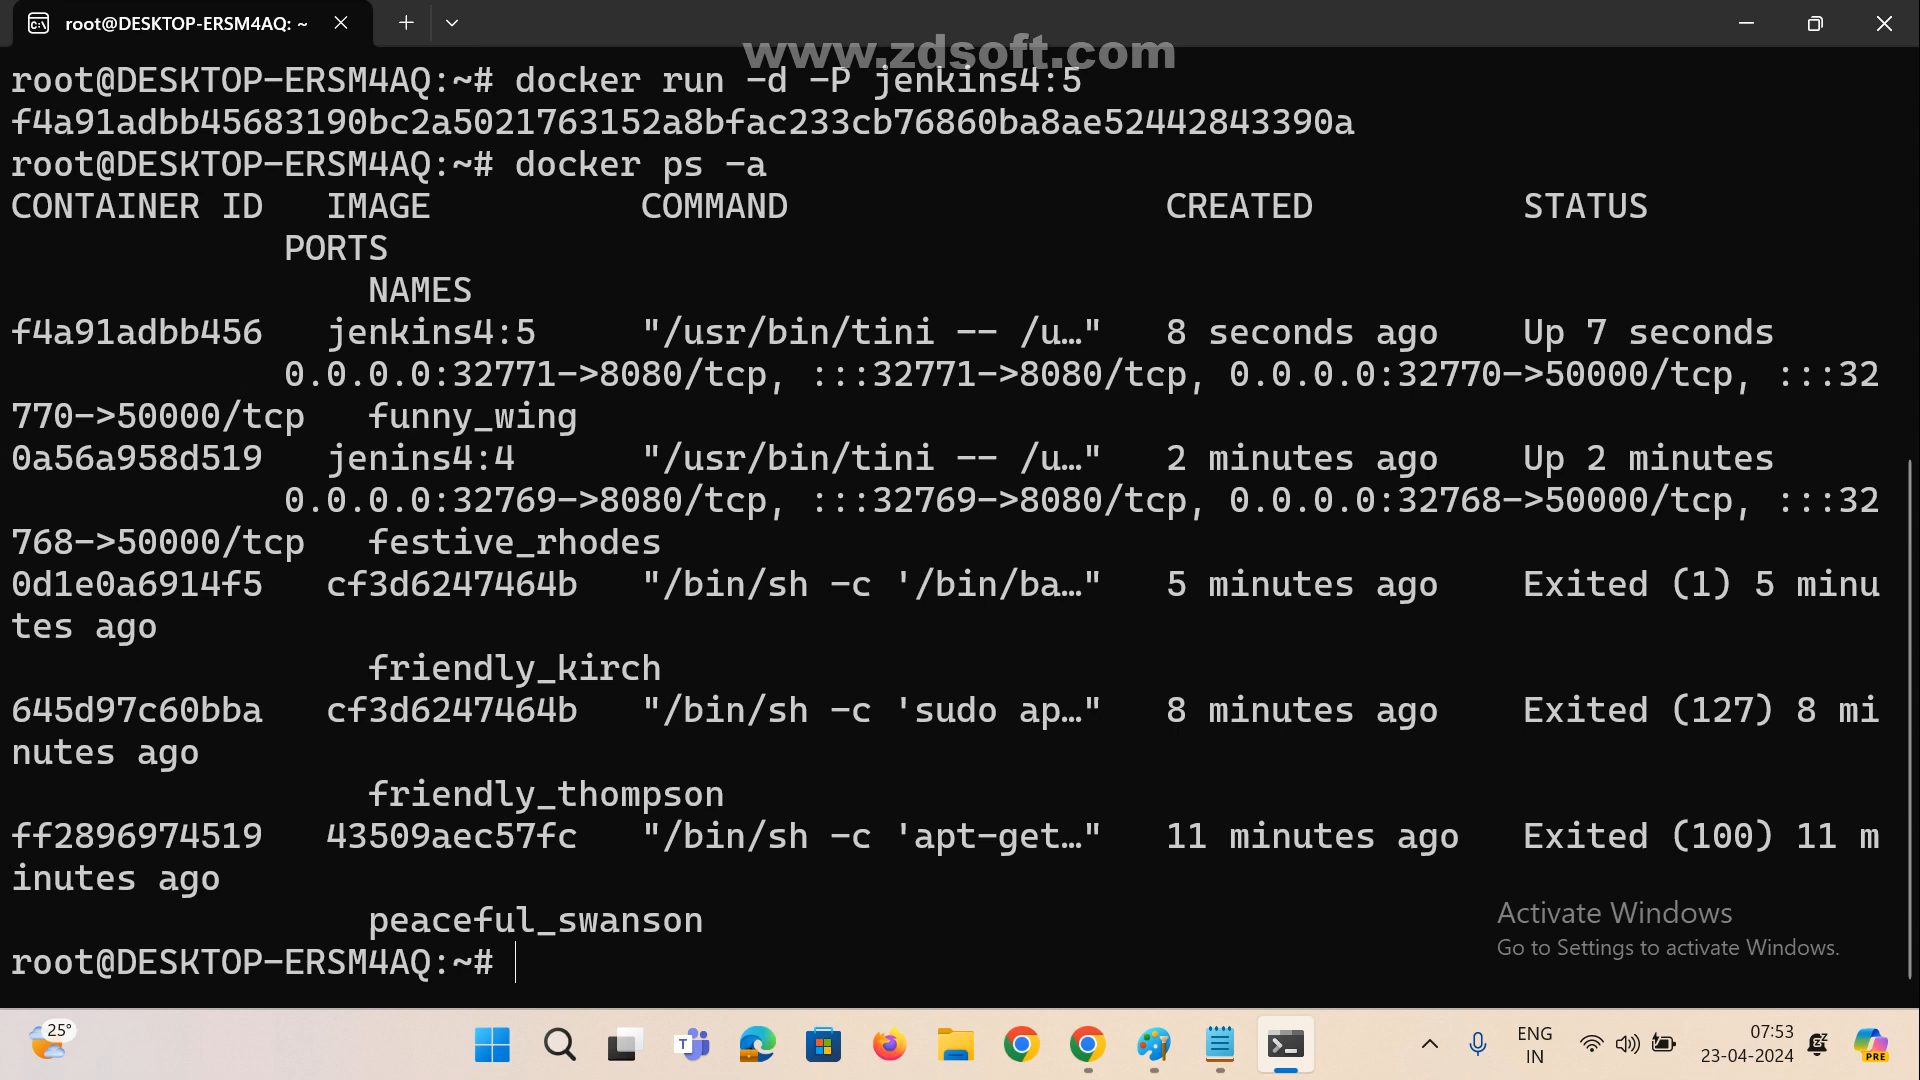 root@DESKTOP-ERSM4AQ: ~
www.zdsoft.com
root@DESKTOP-ERSM4AQ:~# docker run -d -P jenkins4:5
f4a91adbb45683190bc2a5021763152a8bfac233cb76860ba8ae52442843390a
root@DESKTOP-ERSM4AQ:~# docker ps -a
CONTAINER ID   IMAGE          COMMAND                  CREATED          STATUS
PORTS
NAMES
f4a91adbb456   jenkins4:5     "/usr/bin/tini -- /u…"   8 seconds ago    Up 7 seconds
0.0.0.0:32771->8080/tcp, :::32771->8080/tcp, 0.0.0.0:32770->50000/tcp, :::32
770->50000/tcp   funny_wing
0a56a958d519   jenins4:4      "/usr/bin/tini -- /u…"   2 minutes ago    Up 2 minutes
0.0.0.0:32769->8080/tcp, :::32769->8080/tcp, 0.0.0.0:32768->50000/tcp, :::32
768->50000/tcp   festive_rhodes
0d1e0a6914f5   cf3d6247464b   "/bin/sh -c '/bin/ba…"   5 minutes ago    Exited (1) 5 minu
tes ago
friendly_kirch
645d97c60bba   cf3d6247464b   "/bin/sh -c 'sudo ap…"   8 minutes ago    Exited (127) 8 mi
nutes ago
friendly_thompson
ff2896974519   43509aec57fc   "/bin/sh -c 'apt-get…"   11 minutes ago   Exited (100) 11 m
inutes ago
peaceful_swanson
root@DESKTOP-ERSM4AQ:~#
Activate Windows
Go to Settings to activate Windows.
25°
ENG
IN
07:53
23-04-2024
PRE